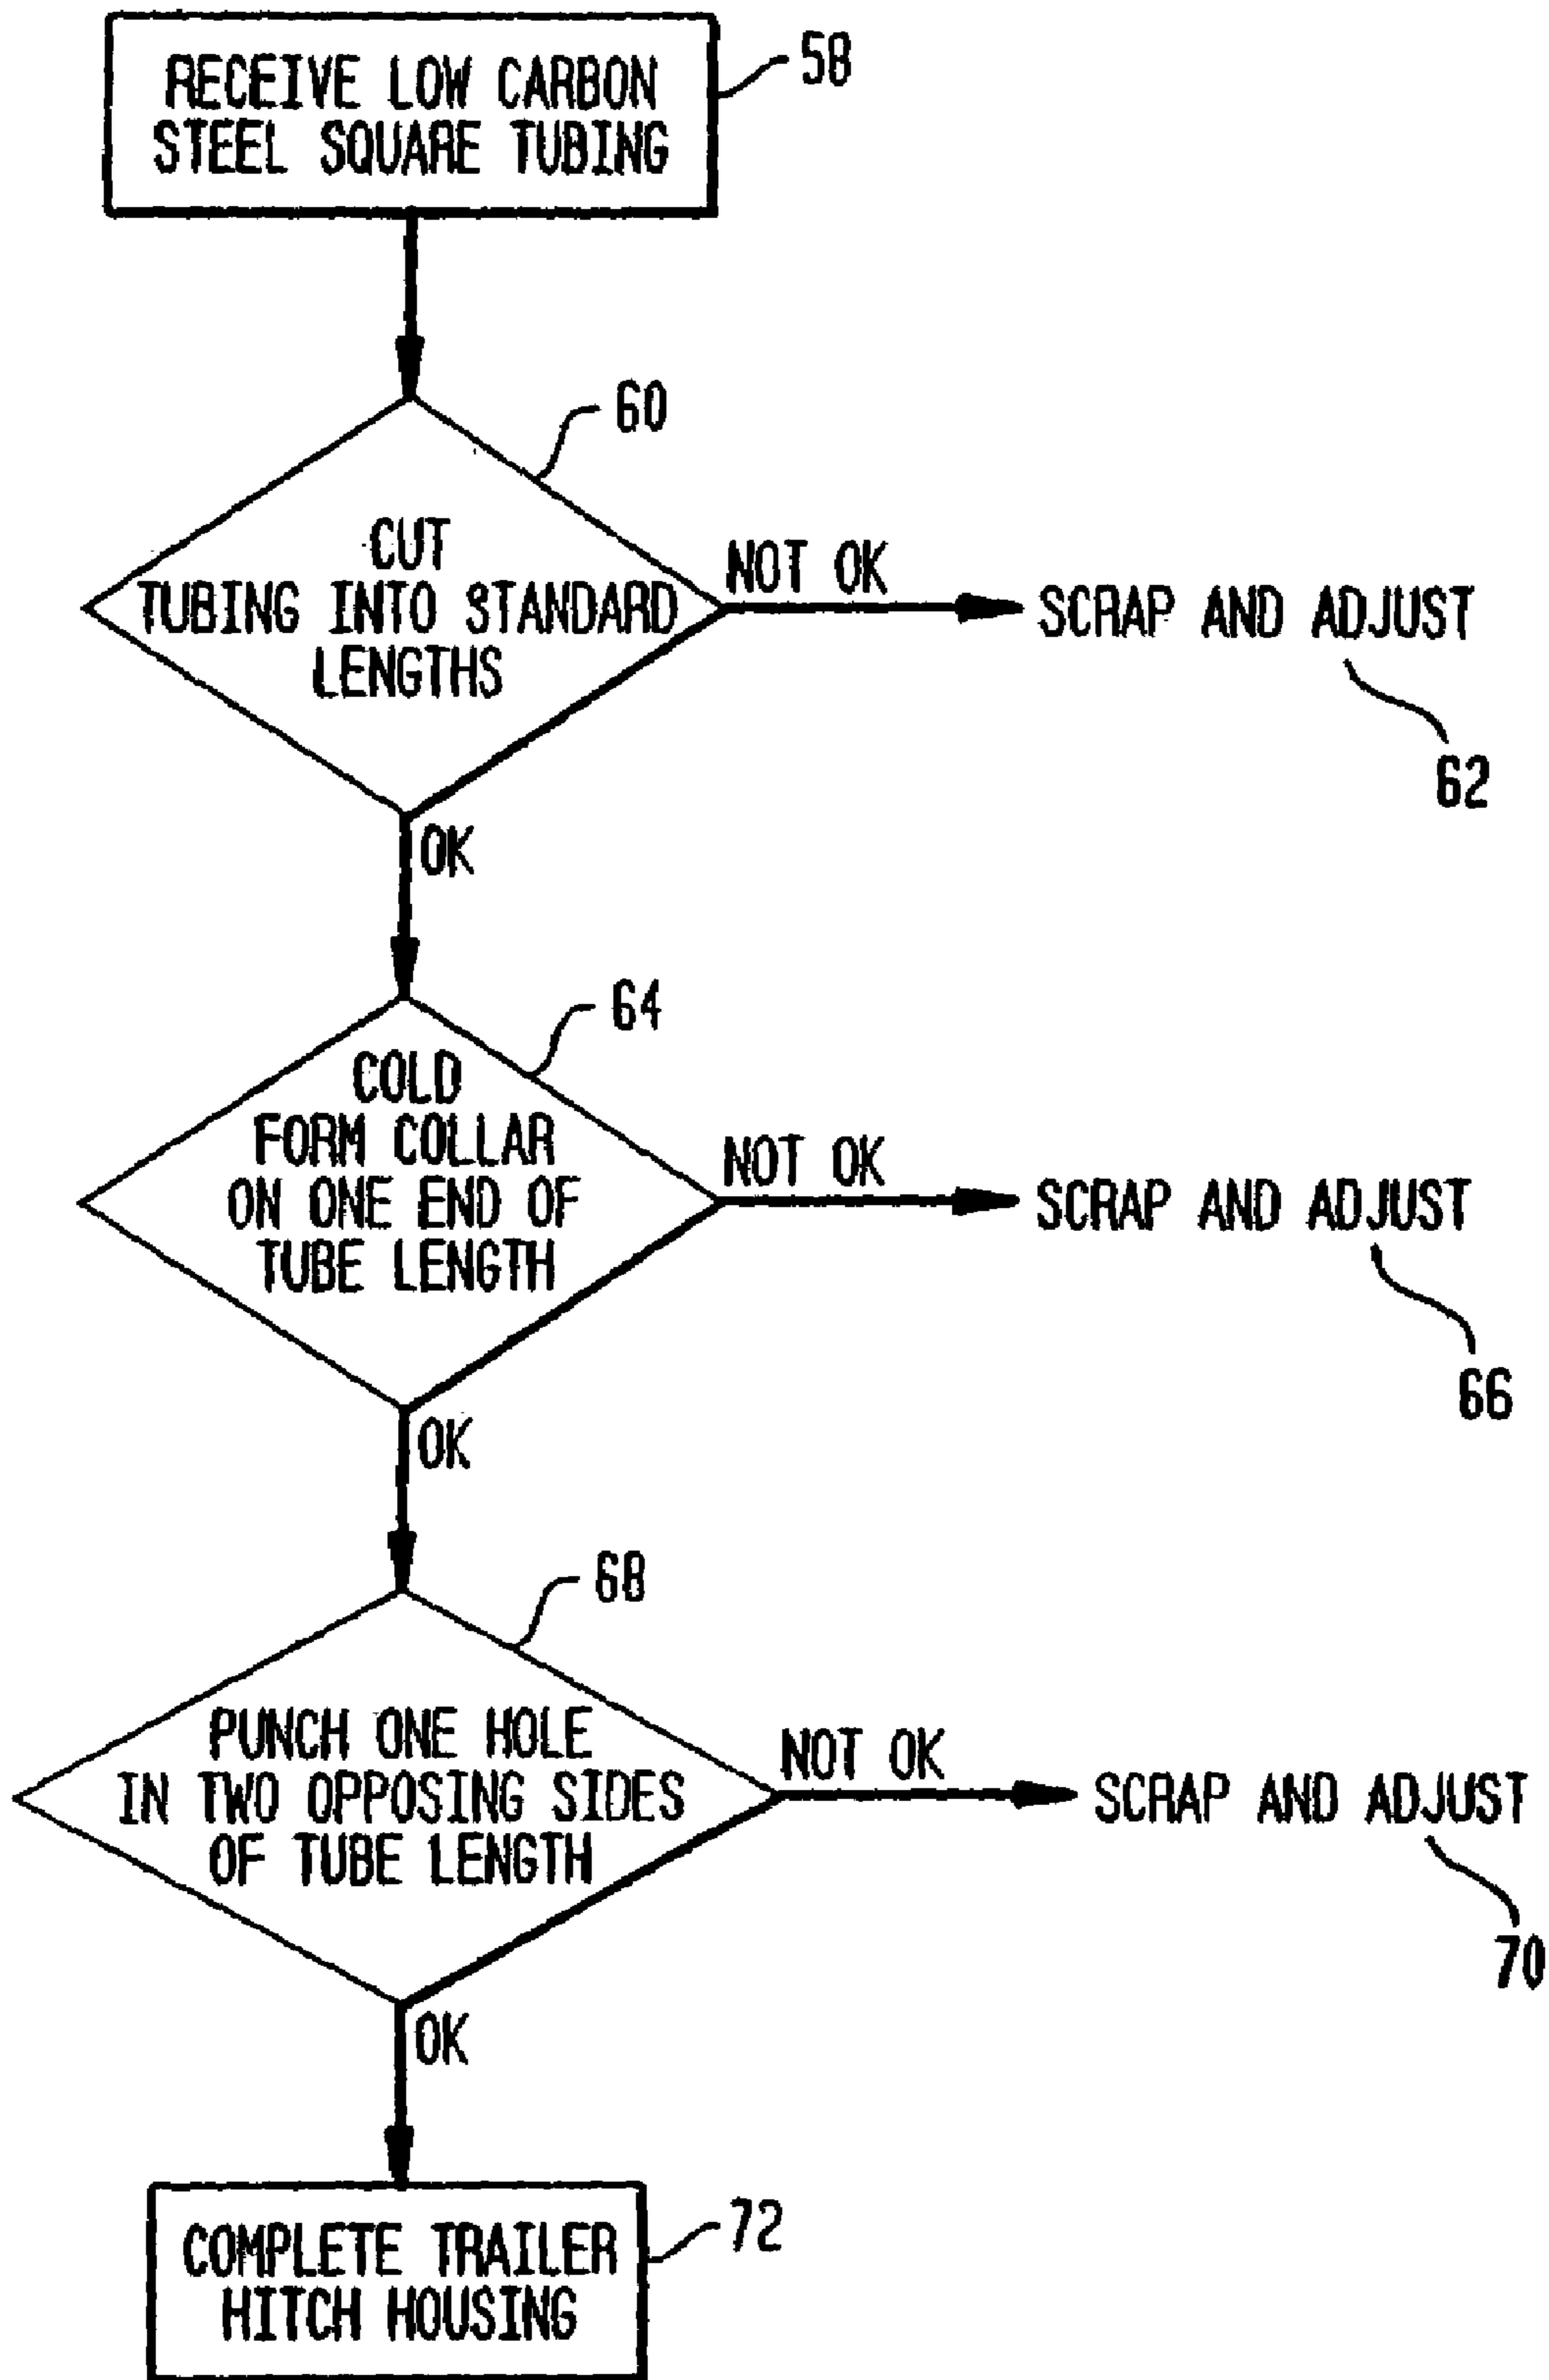 RECEIVE LOW CARBON
STEEL SQUARE TUBING
58
60
CUT
TUBING INTO STANDARD
LENGTHS
NOT OK
SCRAP AND ADJUST
62
OK
64
COLD
FORM COLLAR
ON ONE END OF
TUBE LENGTH
NOT OK
SCRAP AND ADJUST
66
OK
68
PUNCH ONE HOLE
IN TWO OPPOSING SIDES
OF TUBE LENGTH
NOT OK
SCRAP AND ADJUST
70
OK
COMPLETE TRAILER
HITCH HOUSING
72